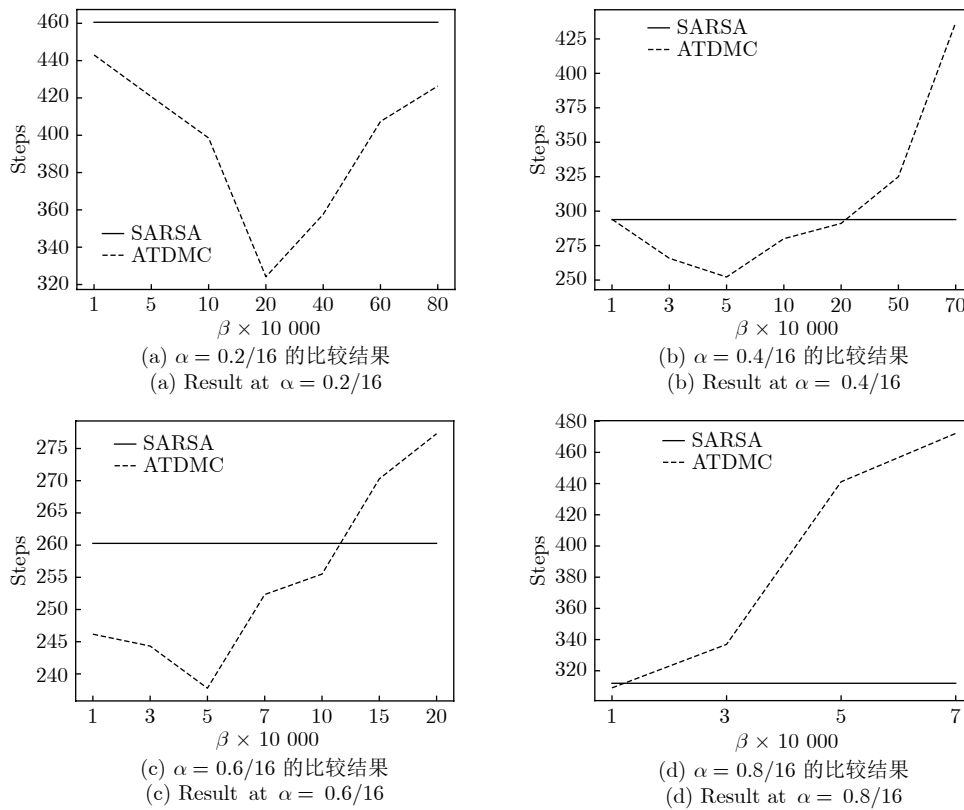 460
440
420
400
380
360
340
320
Steps
SARSA
ATDMC
1 5 10 20 40 60 80
β × 10 000
(a) α = 0.2/16 的比较结果
(a) Result at α = 0.2/16
425
400
375
350
325
300
275
250
Steps
SARSA
ATDMC
1 3 5 10 20 50 70
β × 10 000
(b) α = 0.4/16 的比较结果
(b) Result at α = 0.4/16
275
270
265
260
255
250
245
240
Steps
SARSA
ATDMC
1 3 5 7 10 15 20
β × 10 000
(c) α = 0.6/16 的比较结果
(c) Result at α = 0.6/16
480
460
440
420
400
380
360
340
320
Steps
SARSA
ATDMC
1 3 5 7
β × 10 000
(d) α = 0.8/16 的比较结果
(d) Result at α = 0.8/16